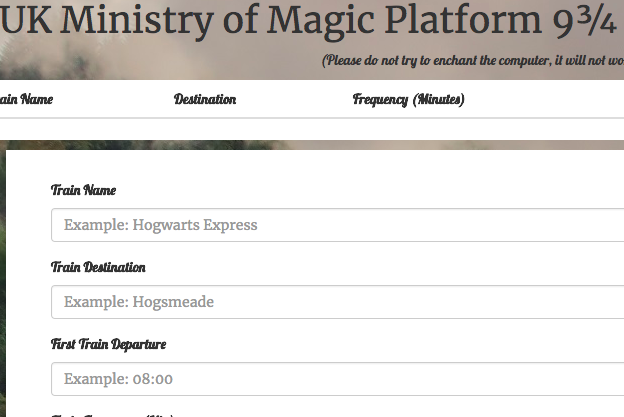 UK Ministry of Magic Platform 9¾
(Please do not try to enchant the computer, it will not wo
ain Name Destination Frequency (Minutes)
Train Name
Example: Hogwarts Express
Train Destination
Example: Hogsmeade
First Train Departure
Example: 08:00